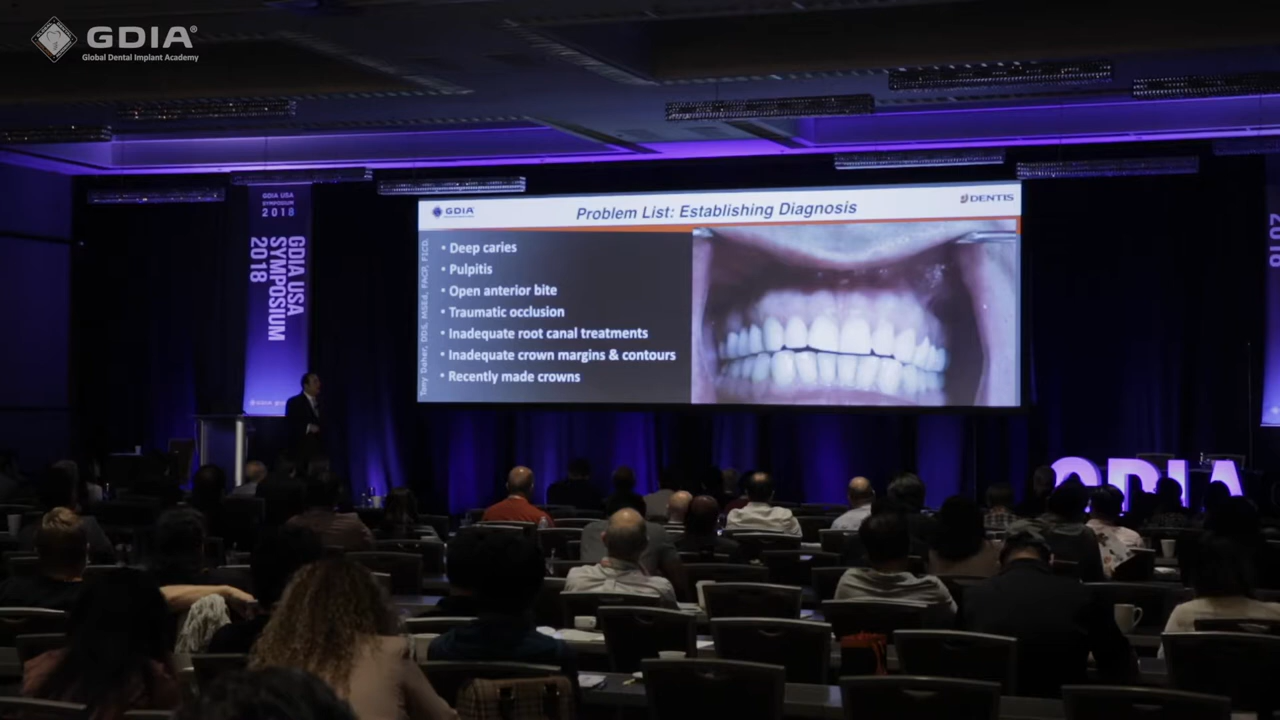 GDIA®
Global Dental Implant Academy
GDIA USA
SYMPOSIUM
2018
GDIA USA
SYMPOSIUM
2018
GDIA
GDIA
Problem List: Establishing Diagnosis
DENTIS
Tony Daher, DDS, MSEd, FACP, FICD.
• Deep caries
• Pulpitis
• Open anterior bite
• Traumatic occlusion
• Inadequate root canal treatments
• Inadequate crown margins & contours
• Recently made crowns
2018
GDIA